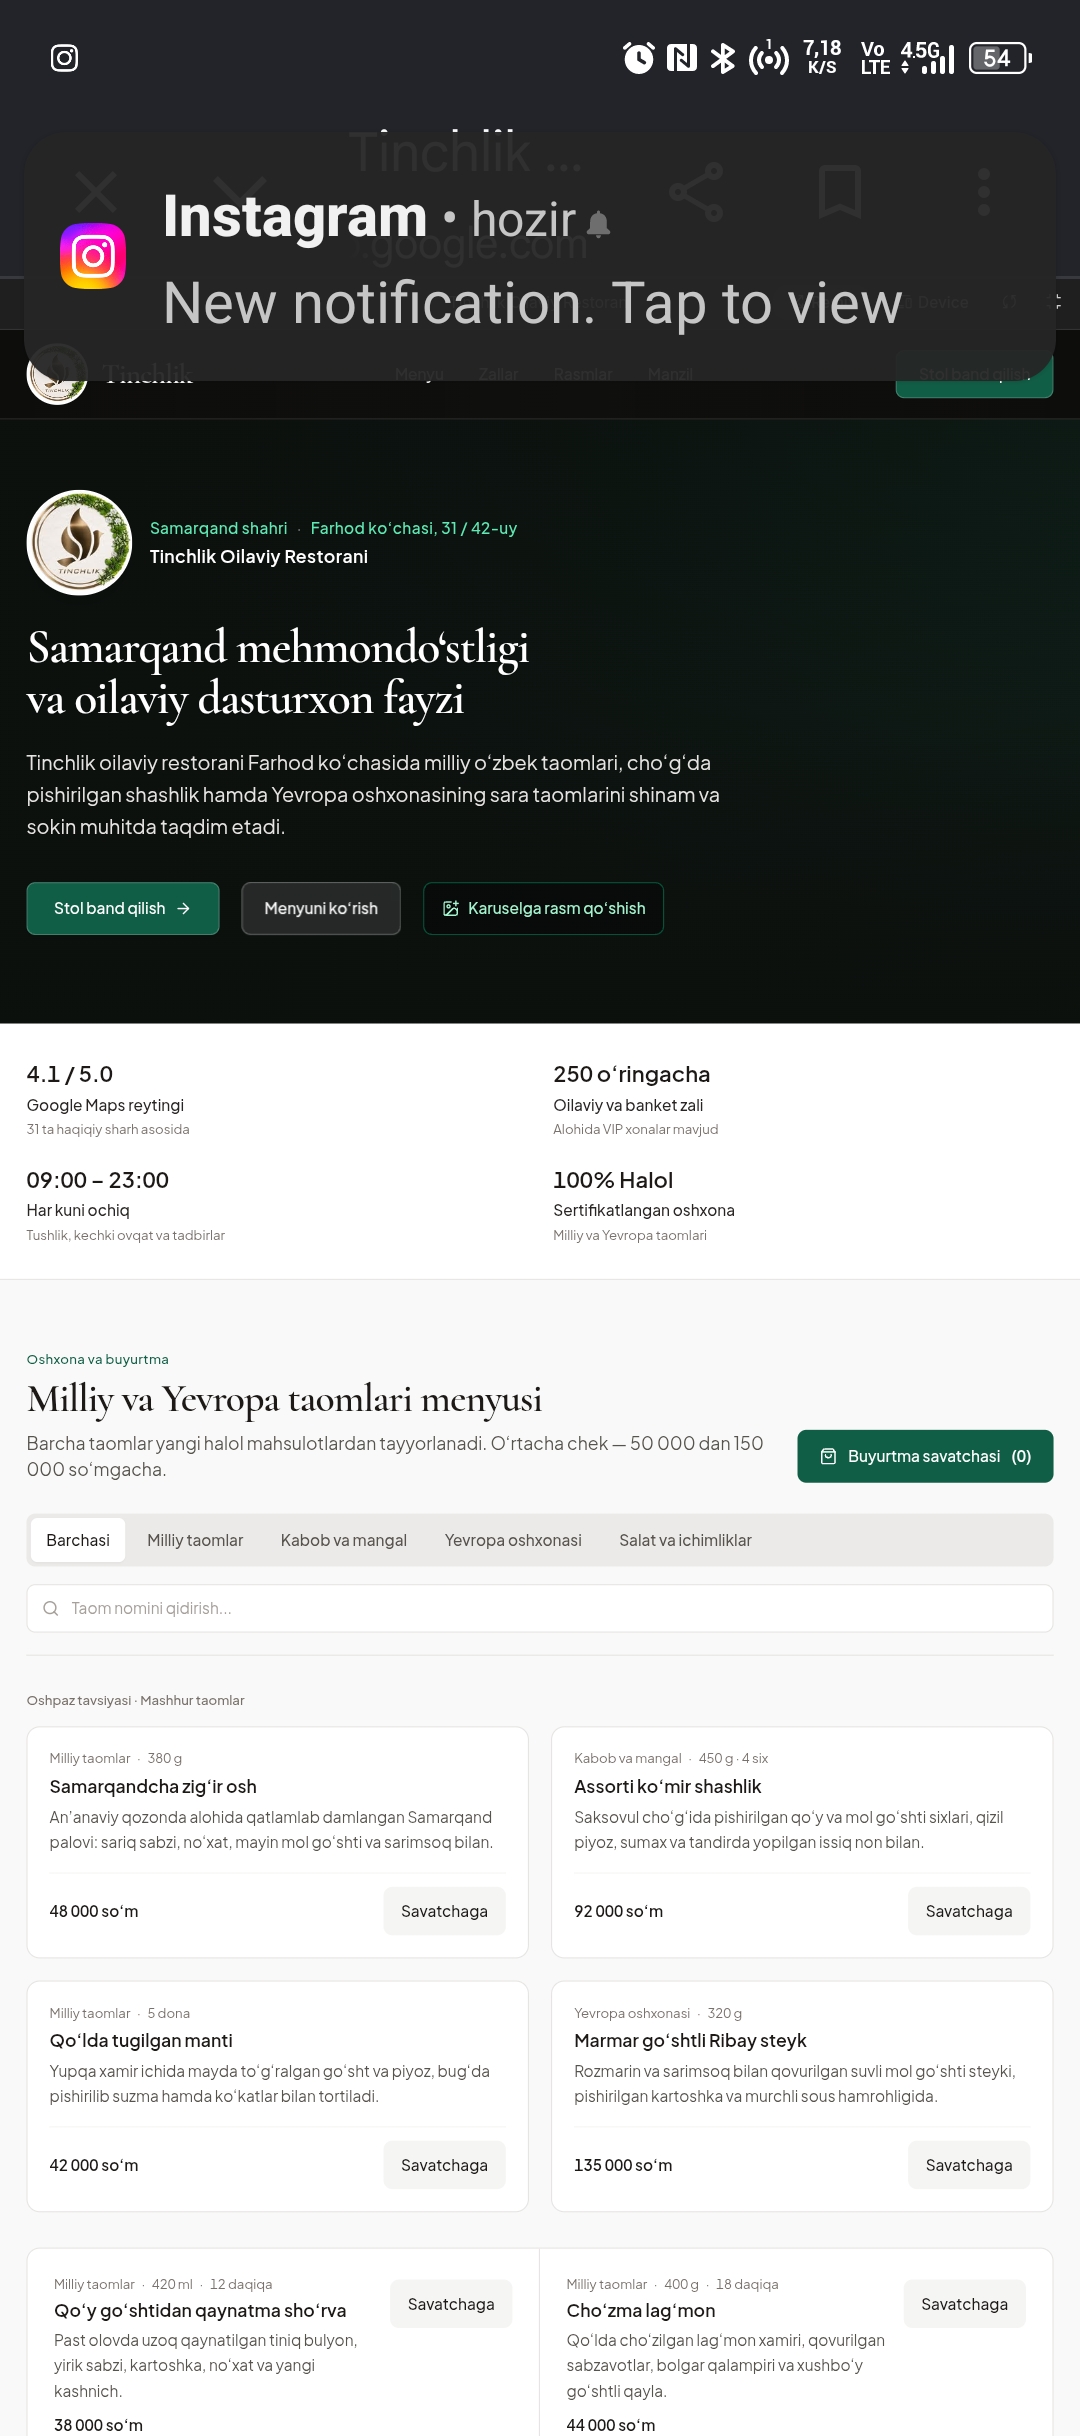 1
7,18
K/S
Vo
LTE
4.5G
54
Tinchlik ...
Instagram • hozir
.google.com
New notification. Tap to view
Device
Tinchlik
Menyu
Zallar
Rasmlar
Manzil
Stol band qilish
TINCHLIK
Samarqand shahri · Farhod ko‘chasi, 31 / 42-uy
Tinchlik Oilaviy Restorani
Samarqand mehmondo‘stligi
va oilaviy dasturxon fayzi
Tinchlik oilaviy restorani Farhod ko‘chasida milliy o‘zbek taomlari, cho‘g‘da
pishirilgan shashlik hamda Yevropa oshxonasining sara taomlarini shinam va
sokin muhitda taqdim etadi.
Stol band qilish →
Menyuni ko‘rish
Karuselga rasm qo‘shish
4.1 / 5.0
Google Maps reytingi
31 ta haqiqiy sharh asosida
250 o‘ringacha
Oilaviy va banket zali
Alohida VIP xonalar mavjud
09:00 – 23:00
Har kuni ochiq
Tushlik, kechki ovqat va tadbirlar
100% Halol
Sertifikatlangan oshxona
Milliy va Yevropa taomlari
Oshxona va buyurtma
Milliy va Yevropa taomlari menyusi
Barcha taomlar yangi halol mahsulotlardan tayyorlanadi. O‘rtacha chek — 50 000 dan 150
000 so‘mgacha.
Buyurtma savatchasi (0)
Barchasi
Milliy taomlar
Kabob va mangal
Yevropa oshxonasi
Salat va ichimliklar
Taom nomini qidirish...
Oshpaz tavsiyasi · Mashhur taomlar
Milliy taomlar · 380 g
Samarqandcha zig‘ir osh
An’anaviy qozonda alohida qatlamlab damlangan Samarqand
palovi: sariq sabzi, no‘xat, mayin mol go‘shti va sarimsoq bilan.
48 000 so‘m
Savatchaga
Kabob va mangal · 450 g · 4 six
Assorti ko‘mir shashlik
Saksovul cho‘g‘ida pishirilgan qo‘y va mol go‘shti sixlari, qizil
piyoz, sumax va tandirda yopilgan issiq non bilan.
92 000 so‘m
Savatchaga
Milliy taomlar · 5 dona
Qo‘lda tugilgan manti
Yupqa xamir ichida mayda to‘g‘ralgan go‘sht va piyoz, bug‘da
pishirilib suzma hamda ko‘katlar bilan tortiladi.
42 000 so‘m
Savatchaga
Yevropa oshxonasi · 320 g
Marmar go‘shtli Ribay steyk
Rozmarin va sarimsoq bilan qovurilgan suvli mol go‘shti steyki,
pishirilgan kartoshka va murchli sous hamrohligida.
135 000 so‘m
Savatchaga
Milliy taomlar · 420 ml · 12 daqiqa
Qo‘y go‘shtidan qaynatma sho‘rva
Past olovda uzoq qaynatilgan tiniq bulyon,
yirik sabzi, kartoshka, no‘xat va yangi
kashnich.
38 000 so‘m
Savatchaga
Milliy taomlar · 400 g · 18 daqiqa
Cho‘zma lag‘mon
Qo‘lda cho‘zilgan lag‘mon xamiri, qovurilgan
sabzavotlar, bolgar qalampiri va xushbo‘y
go‘shtli qayla.
44 000 so‘m
Savatchaga